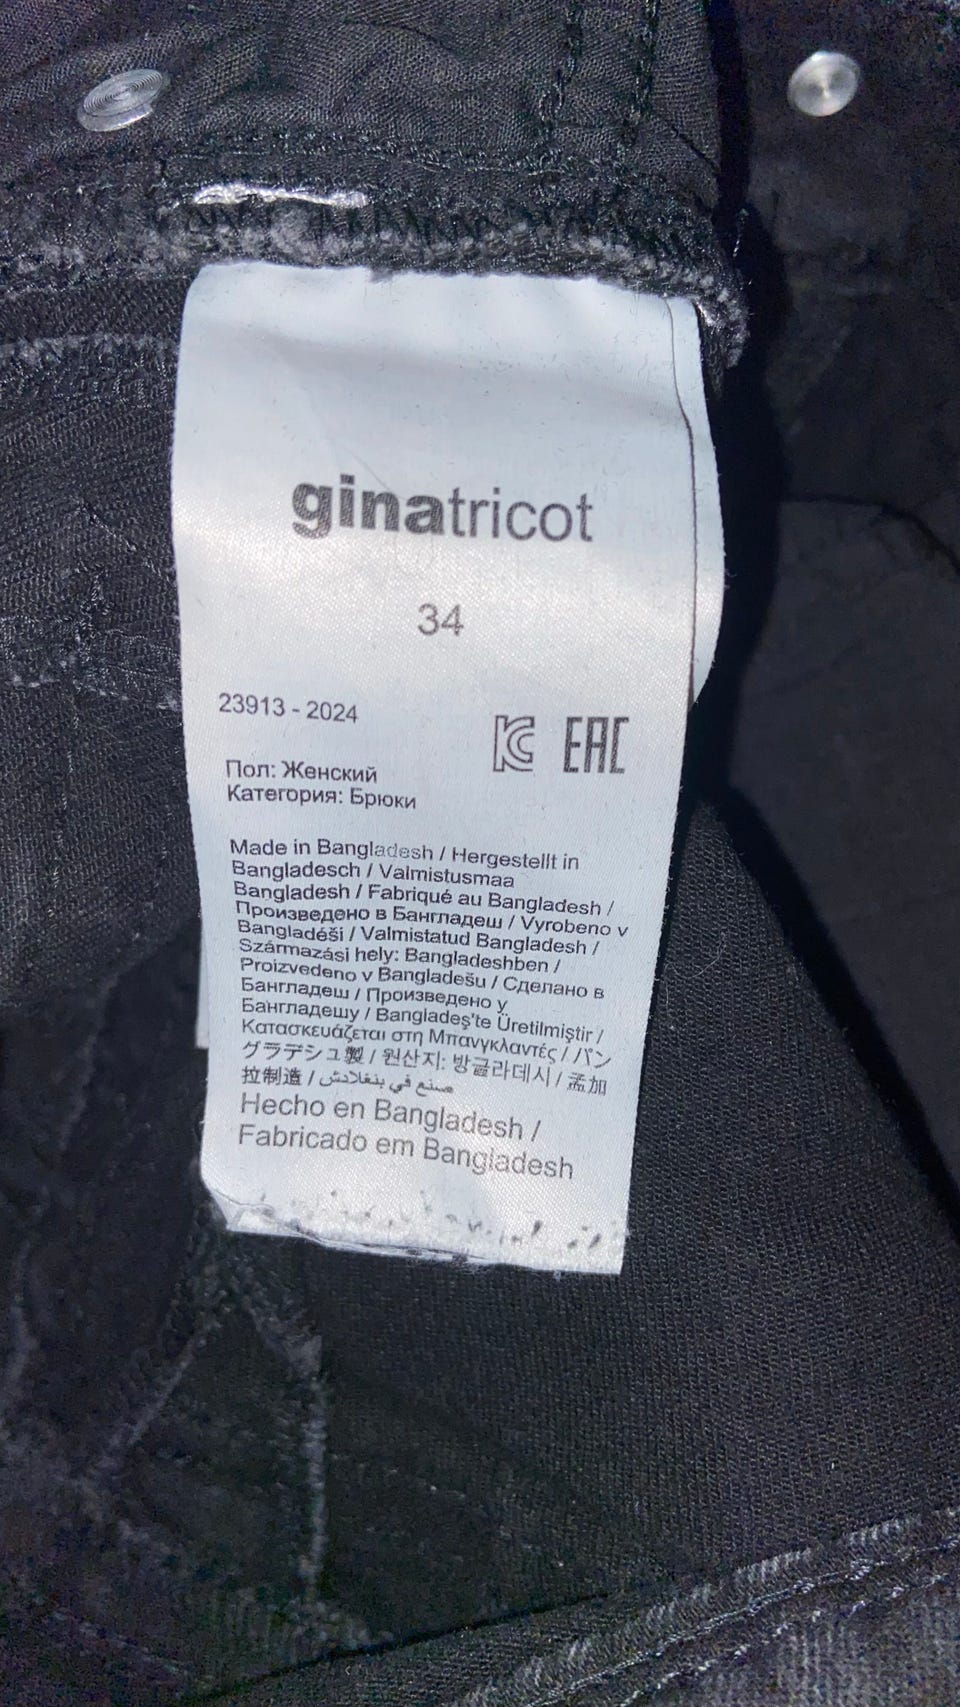 ginatricot
34
23913 - 2024
EAC
Пол: Женский
Категория: Брюки
Made in Bangladesh / Hergestellt in
Bangladesch / Valmistusmaa
Bangladesh / Fabriqué au Bangladesh /
Произведено в Бангладеш / Vyrobeno v
Bangladéši / Valmistatud Bangladesh /
Származási hely: Bangladeshben /
Proizvedeno v Bangladešu / Сделано в
Бангладеш / Произведено у
Бангладешу / Bangladeş'te Üretilmiştir /
Κατασκευάζεται στη Μπανγκλαντές / バン
グラデシュ製 / 원산지: 방글라데시 / 孟加
拉制造 / صنع في بنغلادش
Hecho en Bangladesh /
Fabricado em Bangladesh